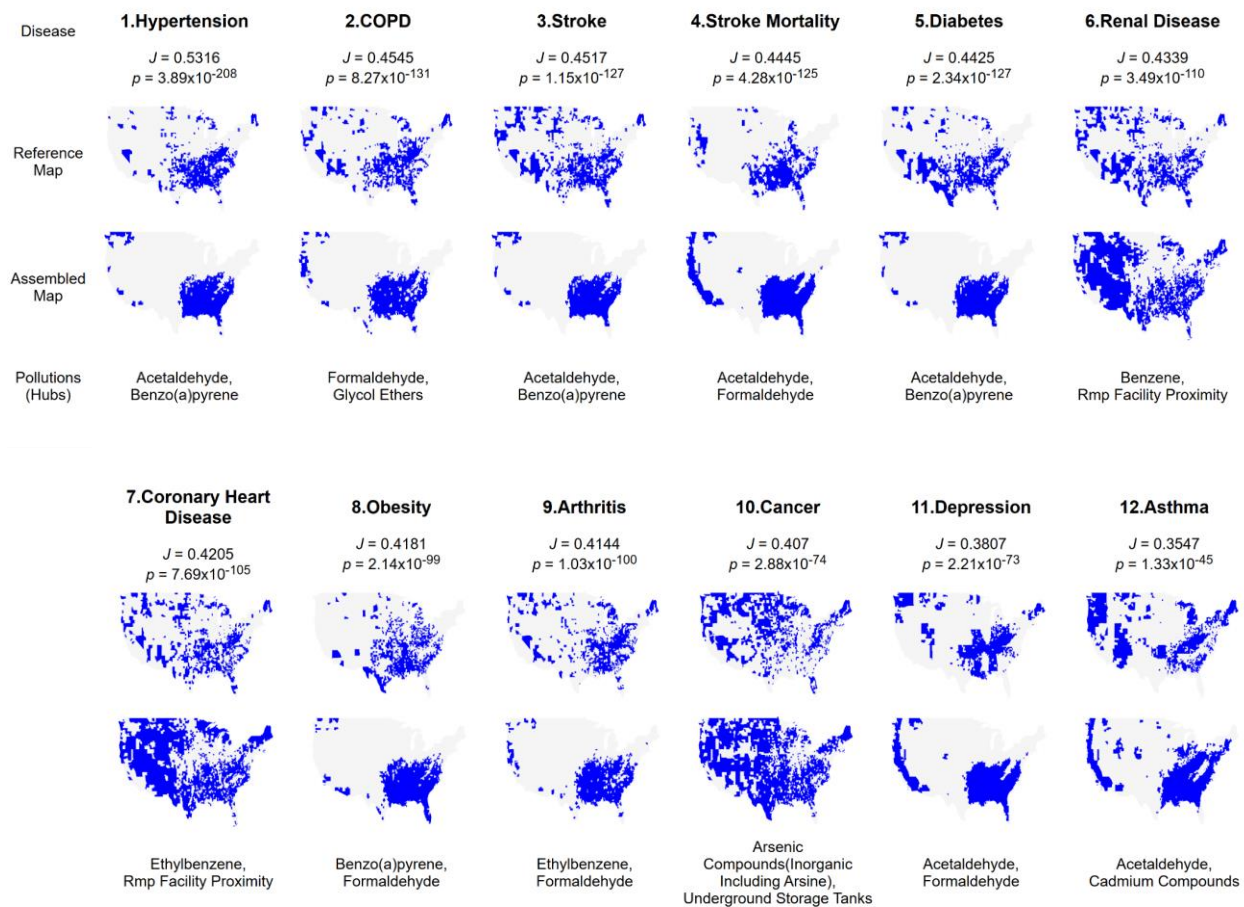 Disease
1.Hypertension
2.COPD
3.Stroke
4.Stroke Mortality
5.Diabetes
6.Renal Disease
J = 0.5316
p = 3.89x10-208
J = 0.4545
p = 8.27x10-131
J = 0.4517
p = 1.15x10-127
J = 0.4445
p = 4.28x10-125
J = 0.4425
p = 2.34x10-127
J = 0.4339
p = 3.49x10-110
Reference
Map
Assembled
Map
Pollutions
(Hubs)
Acetaldehyde,
Benzo(a)pyrene
Formaldehyde,
Glycol Ethers
Acetaldehyde,
Benzo(a)pyrene
Acetaldehyde,
Formaldehyde
Acetaldehyde,
Benzo(a)pyrene
Benzene,
Rmp Facility Proximity
7.Coronary Heart
Disease
8.Obesity
9.Arthritis
10.Cancer
11.Depression
12.Asthma
J = 0.4205
p = 7.69x10-105
J = 0.4181
p = 2.14x10-99
J = 0.4144
p = 1.03x10-100
J = 0.407
p = 2.88x10-74
J = 0.3807
p = 2.21x10-73
J = 0.3547
p = 1.33x10-45
Ethylbenzene,
Rmp Facility Proximity
Benzo(a)pyrene,
Formaldehyde
Ethylbenzene,
Formaldehyde
Arsenic
Compounds(Inorganic
Including Arsine),
Underground Storage Tanks
Acetaldehyde,
Formaldehyde
Acetaldehyde,
Cadmium Compounds